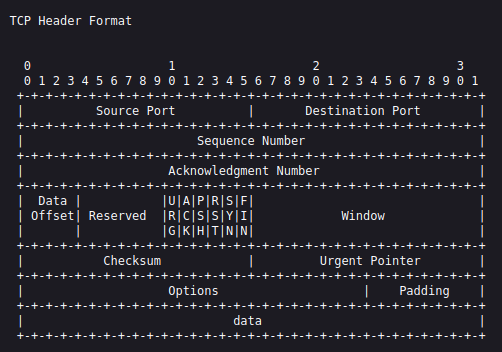 TCP Header Format
    0                   1                   2                   3
    0 1 2 3 4 5 6 7 8 9 0 1 2 3 4 5 6 7 8 9 0 1 2 3 4 5 6 7 8 9 0 1
   +-+-+-+-+-+-+-+-+-+-+-+-+-+-+-+-+-+-+-+-+-+-+-+-+-+-+-+-+-+-+-+-+
   |          Source Port          |       Destination Port        |
   +-+-+-+-+-+-+-+-+-+-+-+-+-+-+-+-+-+-+-+-+-+-+-+-+-+-+-+-+-+-+-+-+
   |                        Sequence Number                        |
   +-+-+-+-+-+-+-+-+-+-+-+-+-+-+-+-+-+-+-+-+-+-+-+-+-+-+-+-+-+-+-+-+
   |                    Acknowledgment Number                      |
   +-+-+-+-+-+-+-+-+-+-+-+-+-+-+-+-+-+-+-+-+-+-+-+-+-+-+-+-+-+-+-+-+
   |  Data |           |U|A|P|R|S|F|                               |
   | Offset| Reserved  |R|C|S|S|Y|I|            Window             |
   |       |           |G|K|H|T|N|N|                               |
   +-+-+-+-+-+-+-+-+-+-+-+-+-+-+-+-+-+-+-+-+-+-+-+-+-+-+-+-+-+-+-+-+
   |           Checksum            |         Urgent Pointer        |
   +-+-+-+-+-+-+-+-+-+-+-+-+-+-+-+-+-+-+-+-+-+-+-+-+-+-+-+-+-+-+-+-+
   |                    Options                    |    Padding    |
   +-+-+-+-+-+-+-+-+-+-+-+-+-+-+-+-+-+-+-+-+-+-+-+-+-+-+-+-+-+-+-+-+
   |                             data                              |
   +-+-+-+-+-+-+-+-+-+-+-+-+-+-+-+-+-+-+-+-+-+-+-+-+-+-+-+-+-+-+-+-+